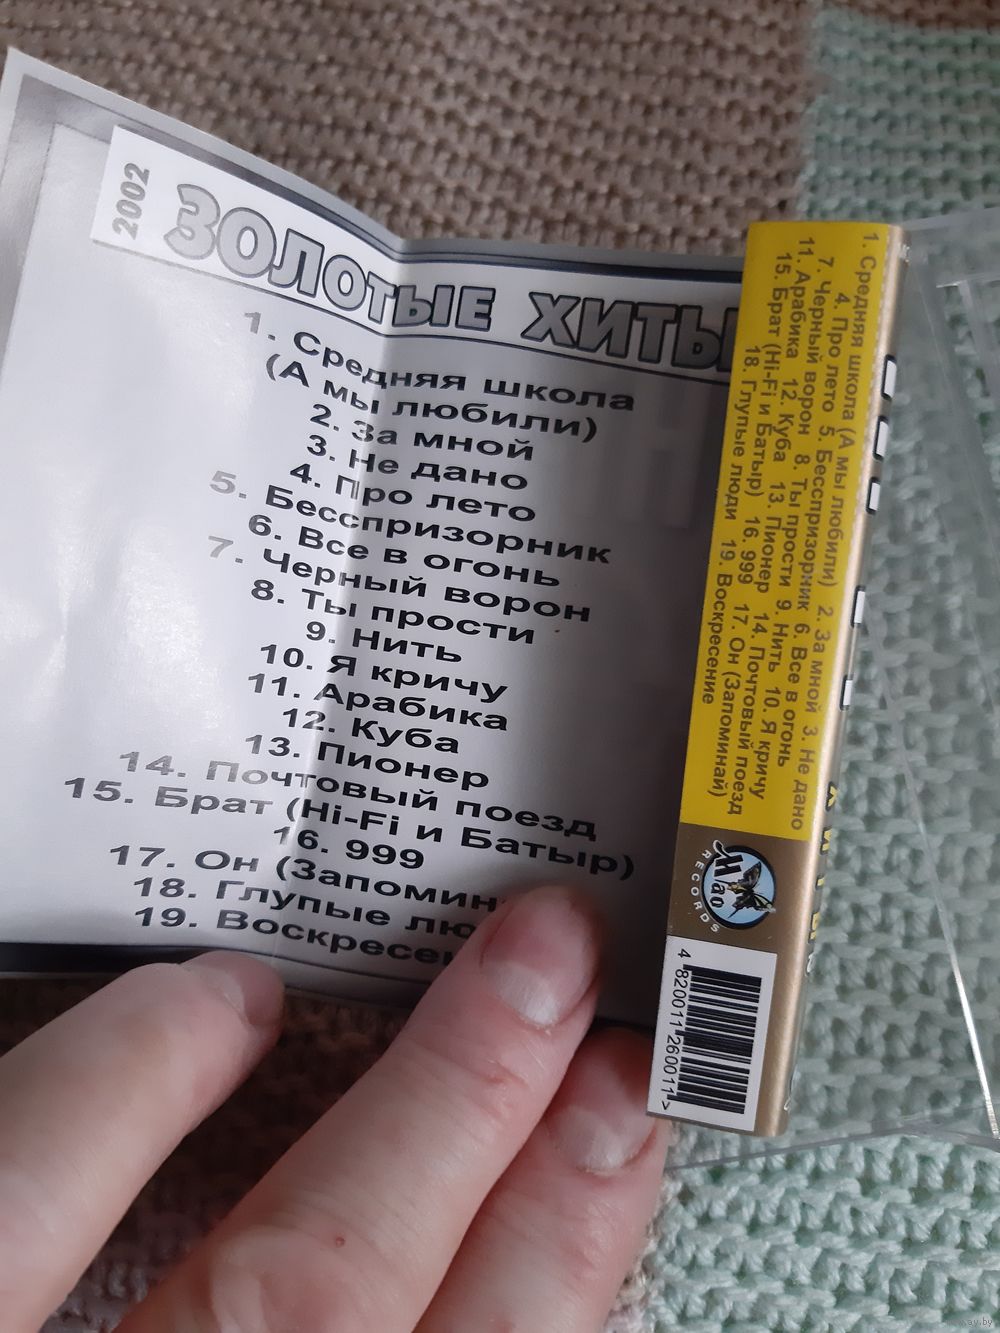 2002
ЗОЛОТЫЕ ХИТЫ
1. Средняя школа
(А мы любили)
2. За мной
3. Не дано
4. Про лето
5. Бесспризорник
6. Все в огонь
7. Черный ворон
8. Ты прости
9. Нить
10. Я кричу
11. Арабика
12. Куба
13. Пионер
14. Почтовый поезд
15. Брат (Hi-Fi и Батыр)
16. 999
17. Он (Запомин
18. Глупые лю
19. Воскресен
1. Средняя школа (А мы любили) 2. За мной 3. Не дано
4. Про лето 5. Бесспризорник 6. Все в огонь
7. Черный ворон 8. Ты прости 9. Нить 10. Я кричу
11. Арабика 12. Куба 13. Пионер 14. Почтовый поезд
15. Брат (Hi-Fi и Батыр) 16. 999 17. Он (Запоминай)
18. Глупые люди 19. Воскресение
Мао
RECORDS
4 820011 260011 >